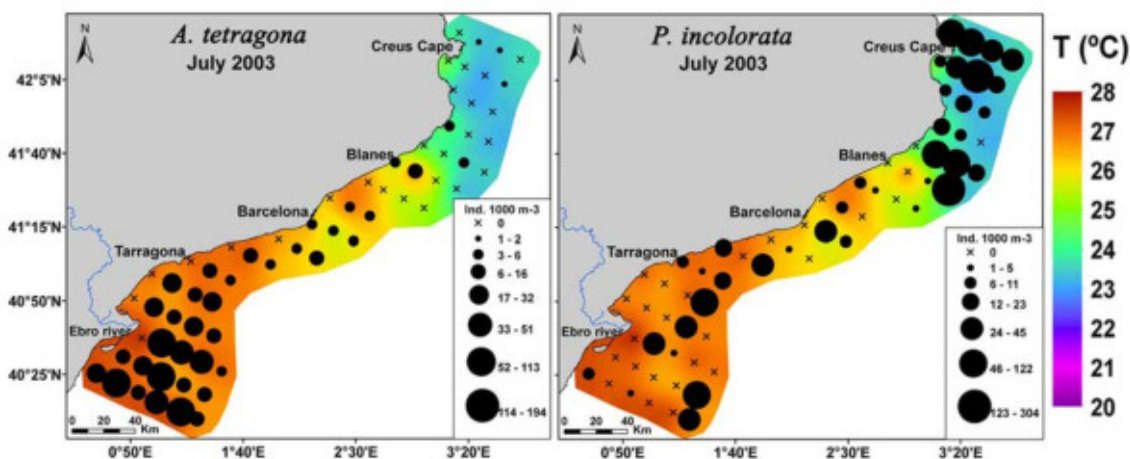 N
A. tetragona
July 2003
Creus Cape
Blanes
Barcelona
Tarragona
Ebro river
42°5'N
41°40'N
41°15'N
40°50'N
40°25'N
Ind. 1000 m-3
0
1 - 2
3 - 6
6 - 16
17 - 32
33 - 51
52 - 113
114 - 194
0 20 40
Km
0°50'E 1°40'E 2°30'E 3°20'E
N
P. incolorata
July 2003
Creus Cape
Blanes
Barcelona
Tarragona
Ebro river
Ind. 1000 m-3
0
1 - 5
6 - 11
12 - 23
24 - 45
46 - 122
123 - 304
0 20 40
Km
0°50'E 1°40'E 2°30'E 3°20'E
T (ºC)
28
27
26
25
24
23
22
21
20